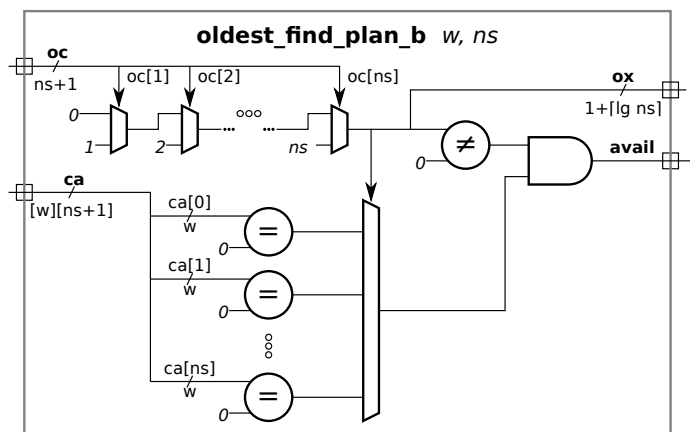 oldest_find_plan_b w, ns
oc
ns+1
oc[1]
oc[2]
oc[ns]
0
1
2
...
...
ns
ox
1+⌈lg ns⌉
≠
0
avail
ca
[w][ns+1]
ca[0]
w
=
0
ca[1]
w
=
0
ca[ns]
w
=
0